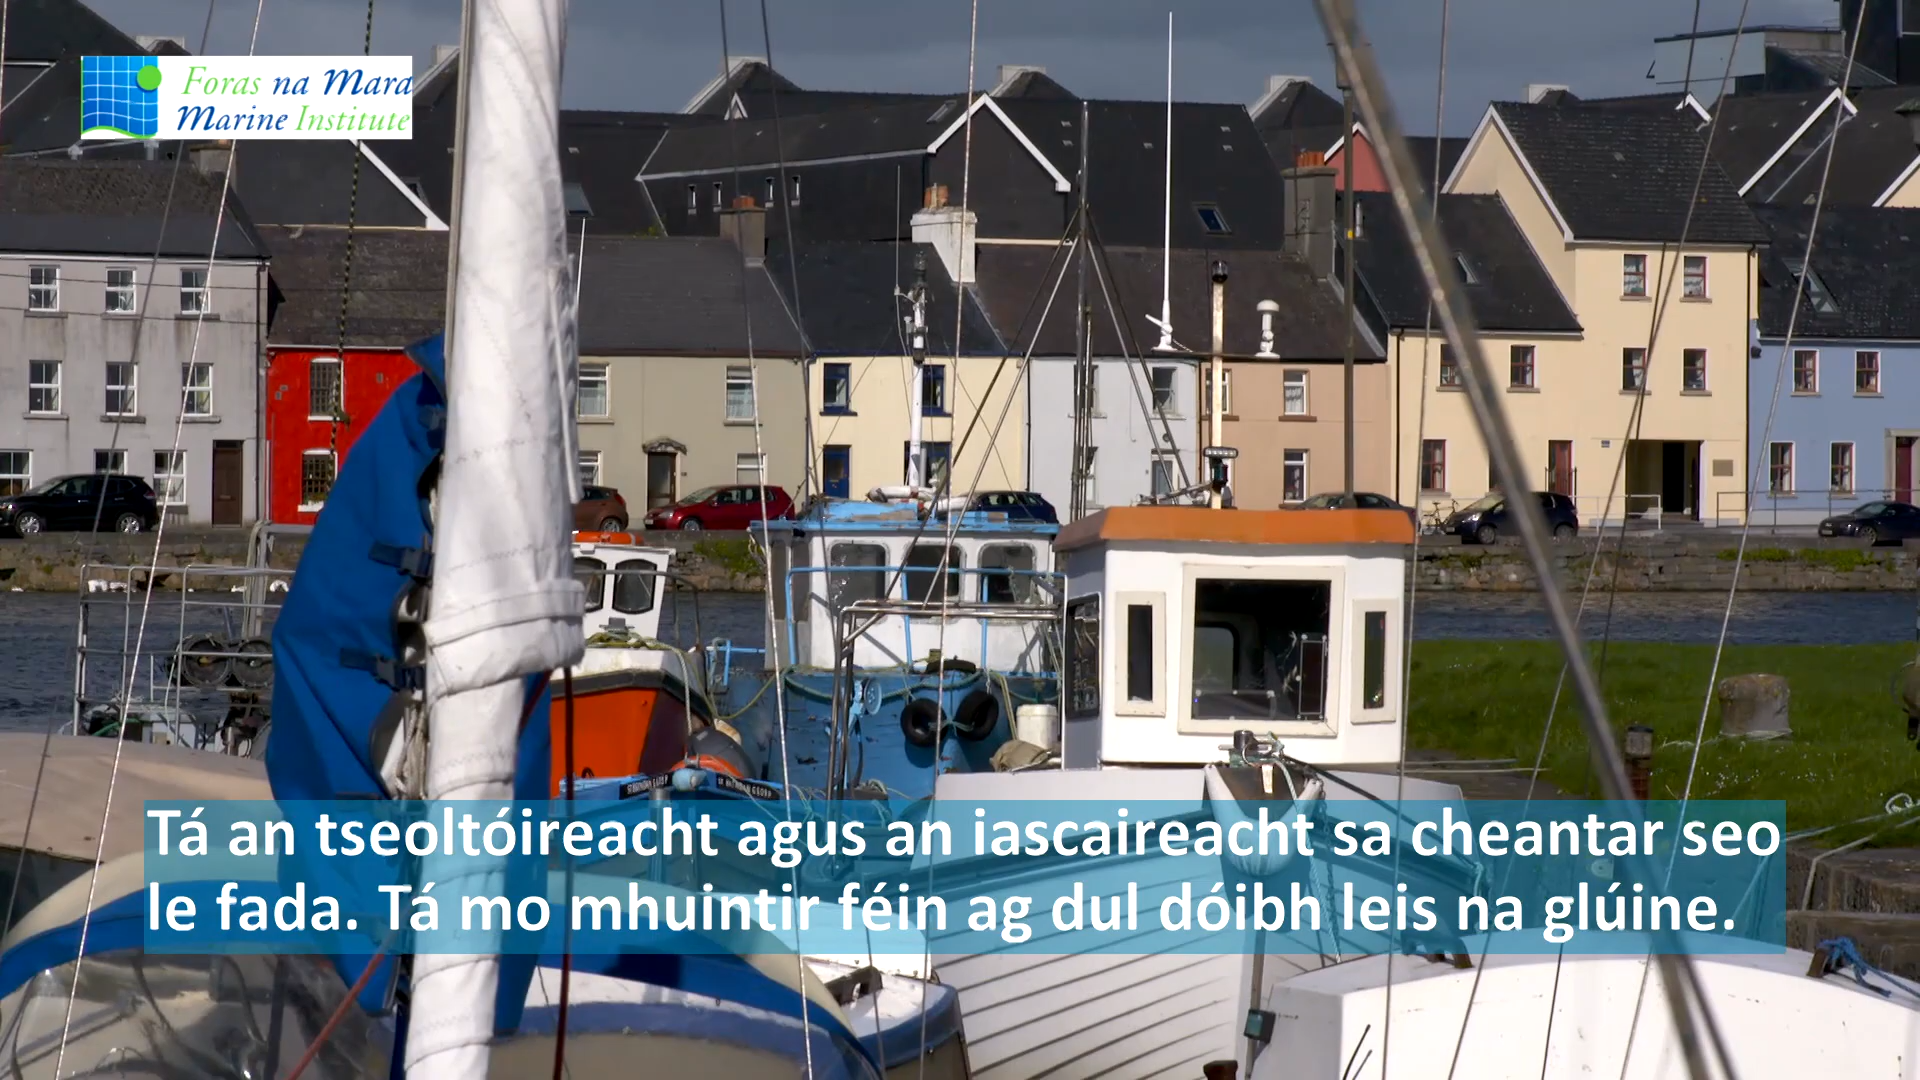 Foras na Mara
Marine Institute
Tá an tseoltóireacht agus an iascaireacht sa cheantar seo
le fada. Tá mo mhuintir féin ag dul dóibh leis na glúine.